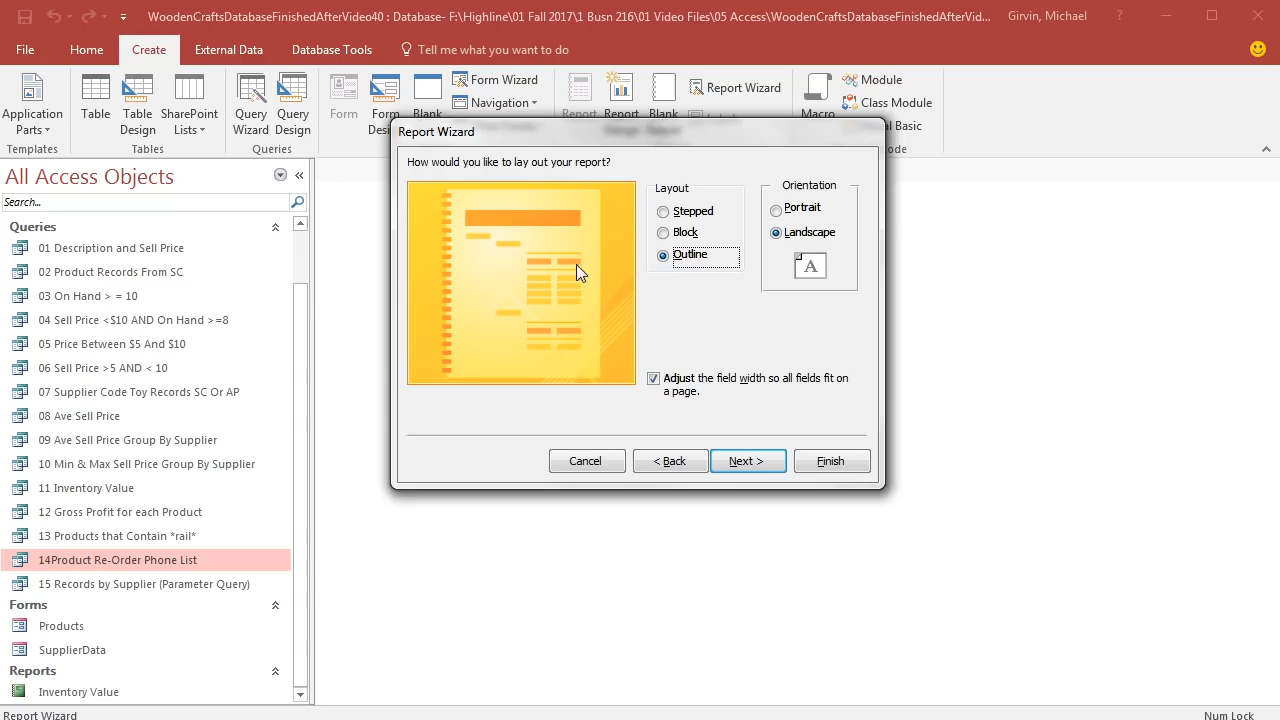 WoodenCraftsDatabaseFinishedAfterVideo40 : Database- F:\Highline\01 Fall 2017\1 Busn 216\01 Video Files\05 Access\WoodenCraftsDatabaseFinishedAfterVid... Girvin, Michael ?
File Home Create External Data Database Tools Tell me what you want to do
Application Parts
Table
Table Design
SharePoint Lists
Query Wizard
Query Design
Form
Form
Blank
Form Wizard
Navigation
Report
Report
Blank
Report Wizard
Macro
Module
Class Module
Templates
Tables
Queries
All Access Objects
Search...
Queries
01 Description and Sell Price
02 Product Records From SC
03 On Hand > = 10
04 Sell Price <$10 AND On Hand >=8
05 Price Between $5 And $10
06 Sell Price >5 AND < 10
07 Supplier Code Toy Records SC Or AP
08 Ave Sell Price
09 Ave Sell Price Group By Supplier
10 Min & Max Sell Price Group By Supplier
11 Inventory Value
12 Gross Profit for each Product
13 Products that Contain *rail*
14Product Re-Order Phone List
15 Records by Supplier (Parameter Query)
Forms
Products
SupplierData
Reports
Inventory Value
Report Wizard
How would you like to lay out your report?
Layout
Stepped
Block
Outline
Orientation
Portrait
Landscape
A
Adjust the field width so all fields fit on
a page.
Cancel < Back Next > Finish
Report Wizard Num Lock